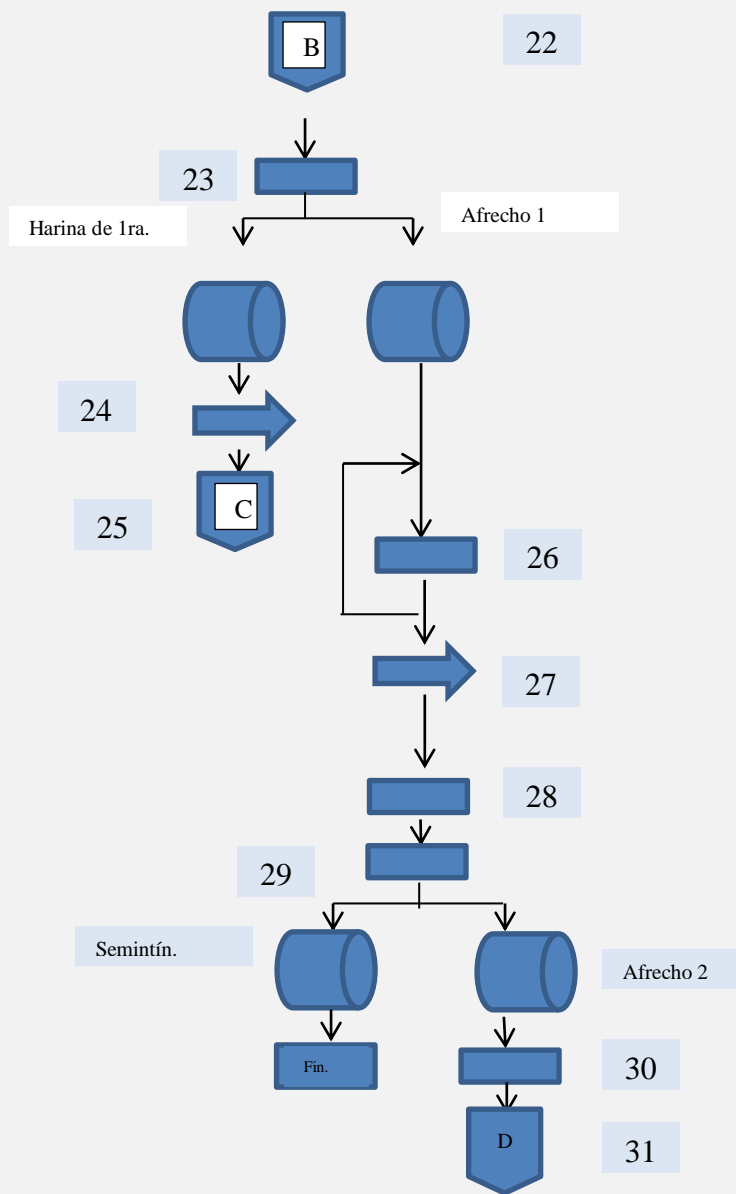 B
22
23
Harina de 1ra.
Afrecho 1
24
C
25
26
27
28
29
Semintín.
Afrecho 2
Fin.
30
D
31